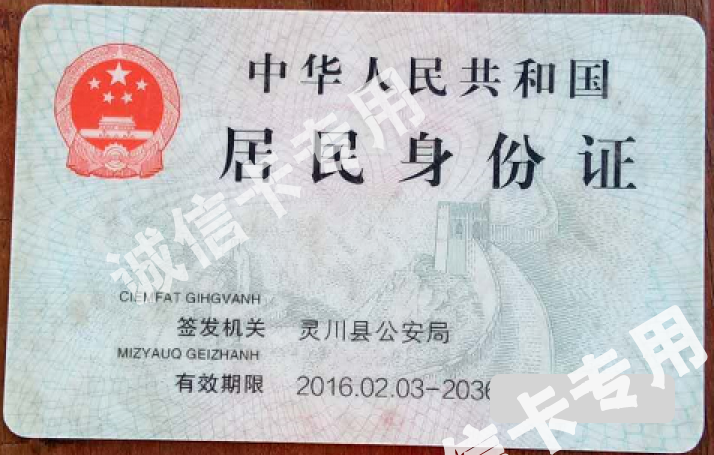 中华人民共和国
居民身份证
诚信卡专用
CIEMFAT GIHGVANH
签发机关 灵川县公安局
MIZYAUQ GEIZHANH
有效期限 2016.02.03-2036
信卡专用